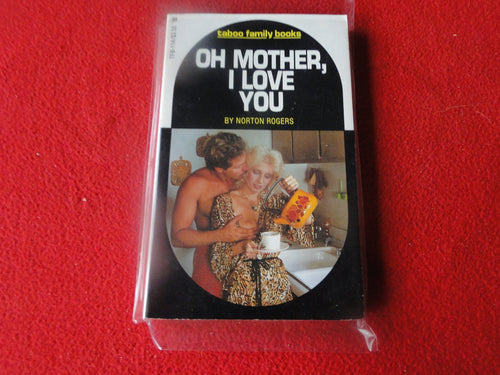 taboo family books
OH MOTHER,
I LOVE
YOU
BY NORTON ROGERS